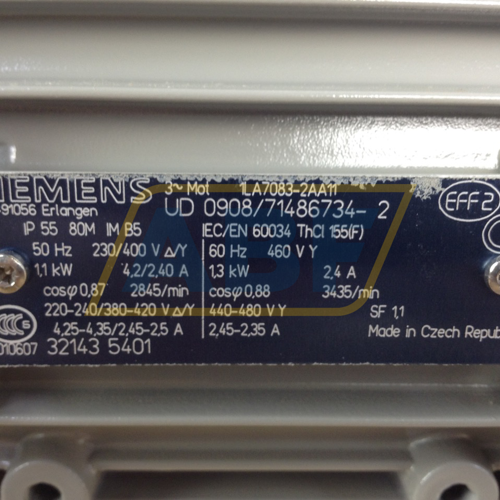 SIEMENS 3~ Mot 1LA7083-2AA11
91056 Erlangen UD 0908/71486734-2 EFF2
IP 55 80M IM B5 IEC/EN 60034 ThCl 155(F)
50 Hz 230/400 V Δ/Y 60 Hz 460 V Y
1,1 kW 4,2/2,40 A 1,3 kW 2,4 A
cosφ 0,87 2845/min cosφ 0,88 3435/min
220-240/380-420 V Δ/Y 440-480 V Y SF 1,1
4,25-4,35/2,45-2,5 A 2,45-2,35 A Made in Czech Republ
010607 32143 5401